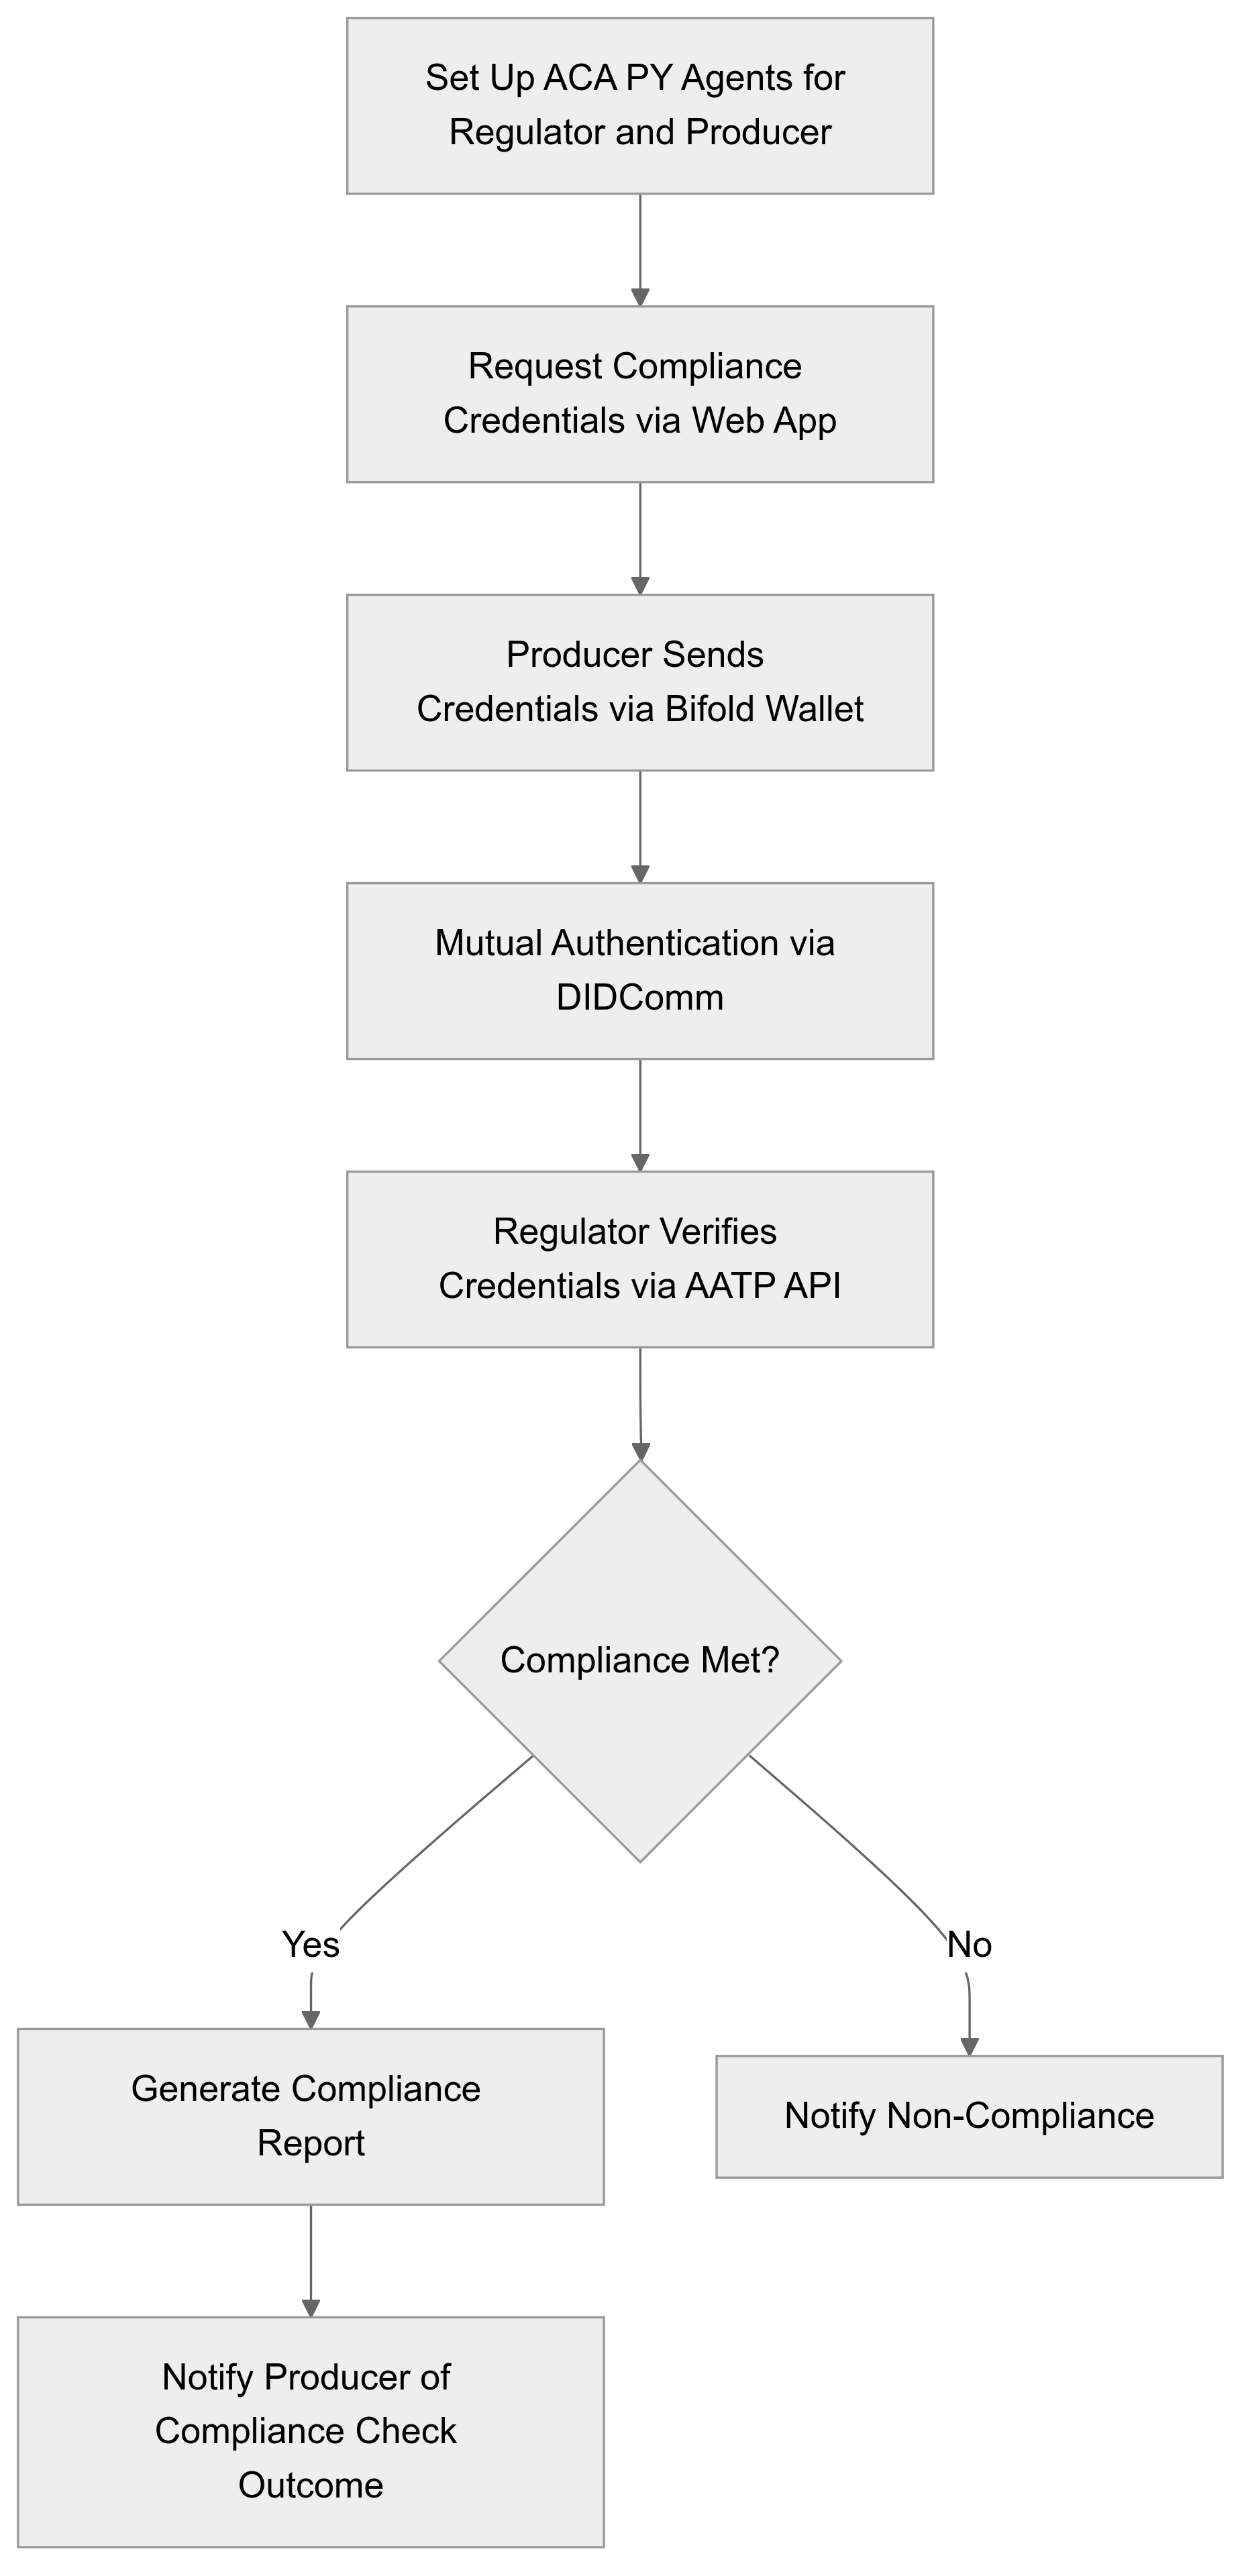 Set Up ACA PY Agents for
Regulator and Producer
Request Compliance
Credentials via Web App
Producer Sends
Credentials via Bifold Wallet
Mutual Authentication via
DIDComm
Regulator Verifies
Credentials via AATP API
Compliance Met?
Yes
No
Generate Compliance
Report
Notify Non-Compliance
Notify Producer of
Compliance Check
Outcome